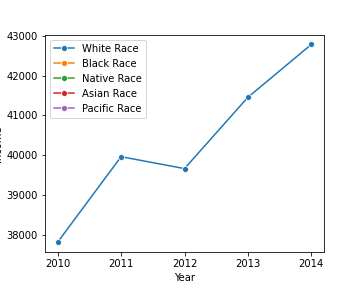 43000
42000
41000
40000
39000
38000
White Race
Black Race
Native Race
Asian Race
Pacific Race
2010 2011 2012 2013 2014
Year